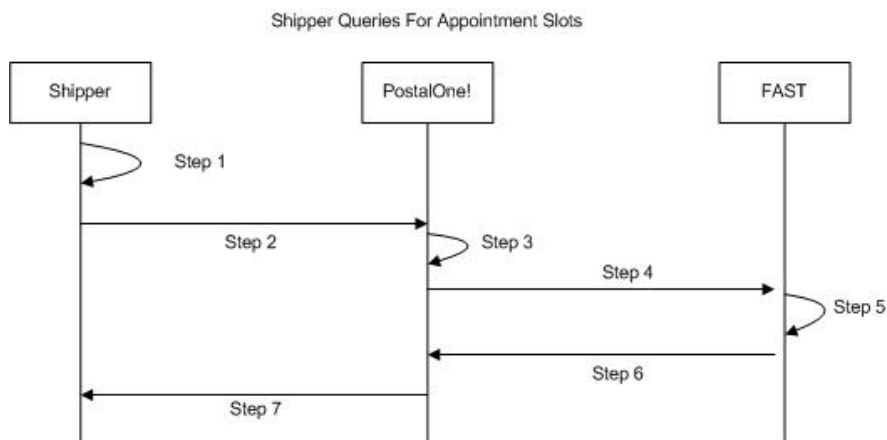 Shipper Queries For Appointment Slots
Shipper
PostalOne!
FAST
Step 1
Step 2
Step 3
Step 4
Step 5
Step 6
Step 7